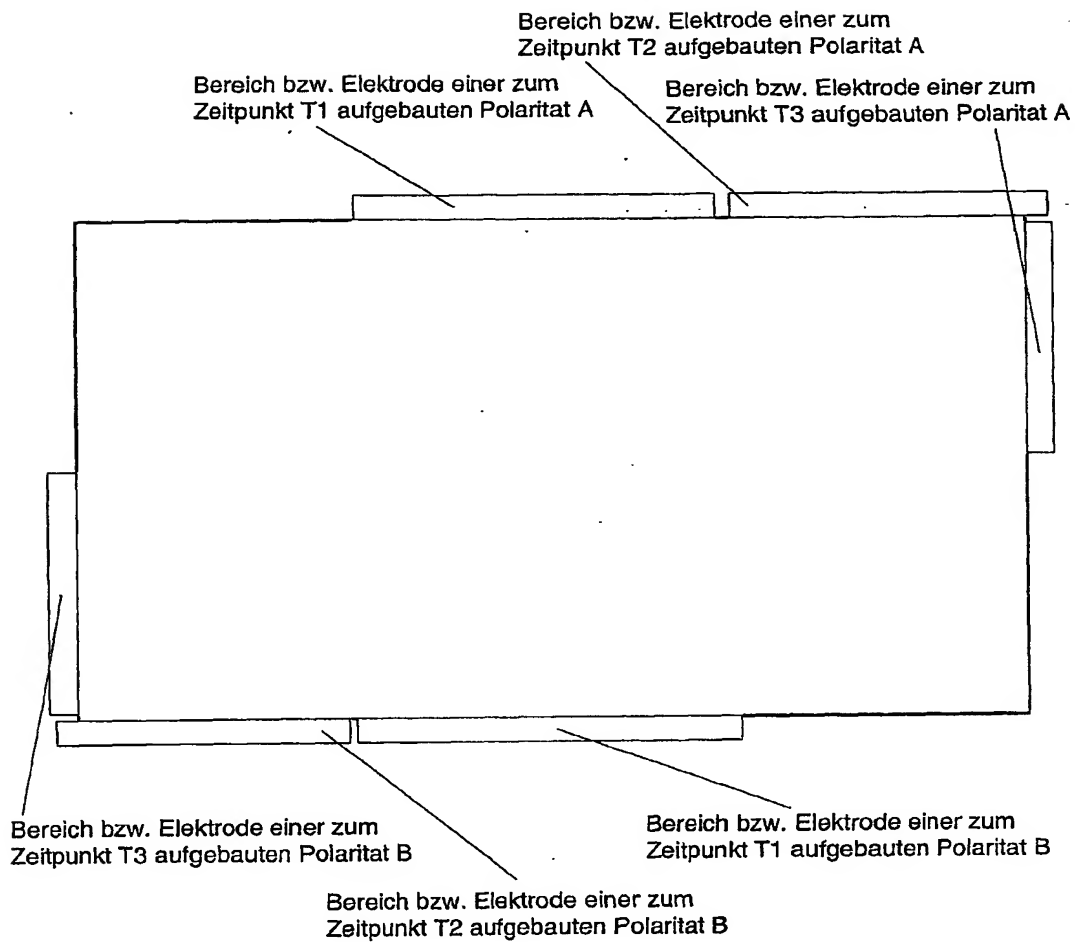 Bereich bzw. Elektrode einer zum
Zeitpunkt T2 aufgebauten Polaritat A
Bereich bzw. Elektrode einer zum
Zeitpunkt T1 aufgebauten Polaritat A
Bereich bzw. Elektrode einer zum
Zeitpunkt T3 aufgebauten Polaritat A
Bereich bzw. Elektrode einer zum
Zeitpunkt T3 aufgebauten Polaritat B
Bereich bzw. Elektrode einer zum
Zeitpunkt T1 aufgebauten Polaritat B
Bereich bzw. Elektrode einer zum
Zeitpunkt T2 aufgebauten Polaritat B